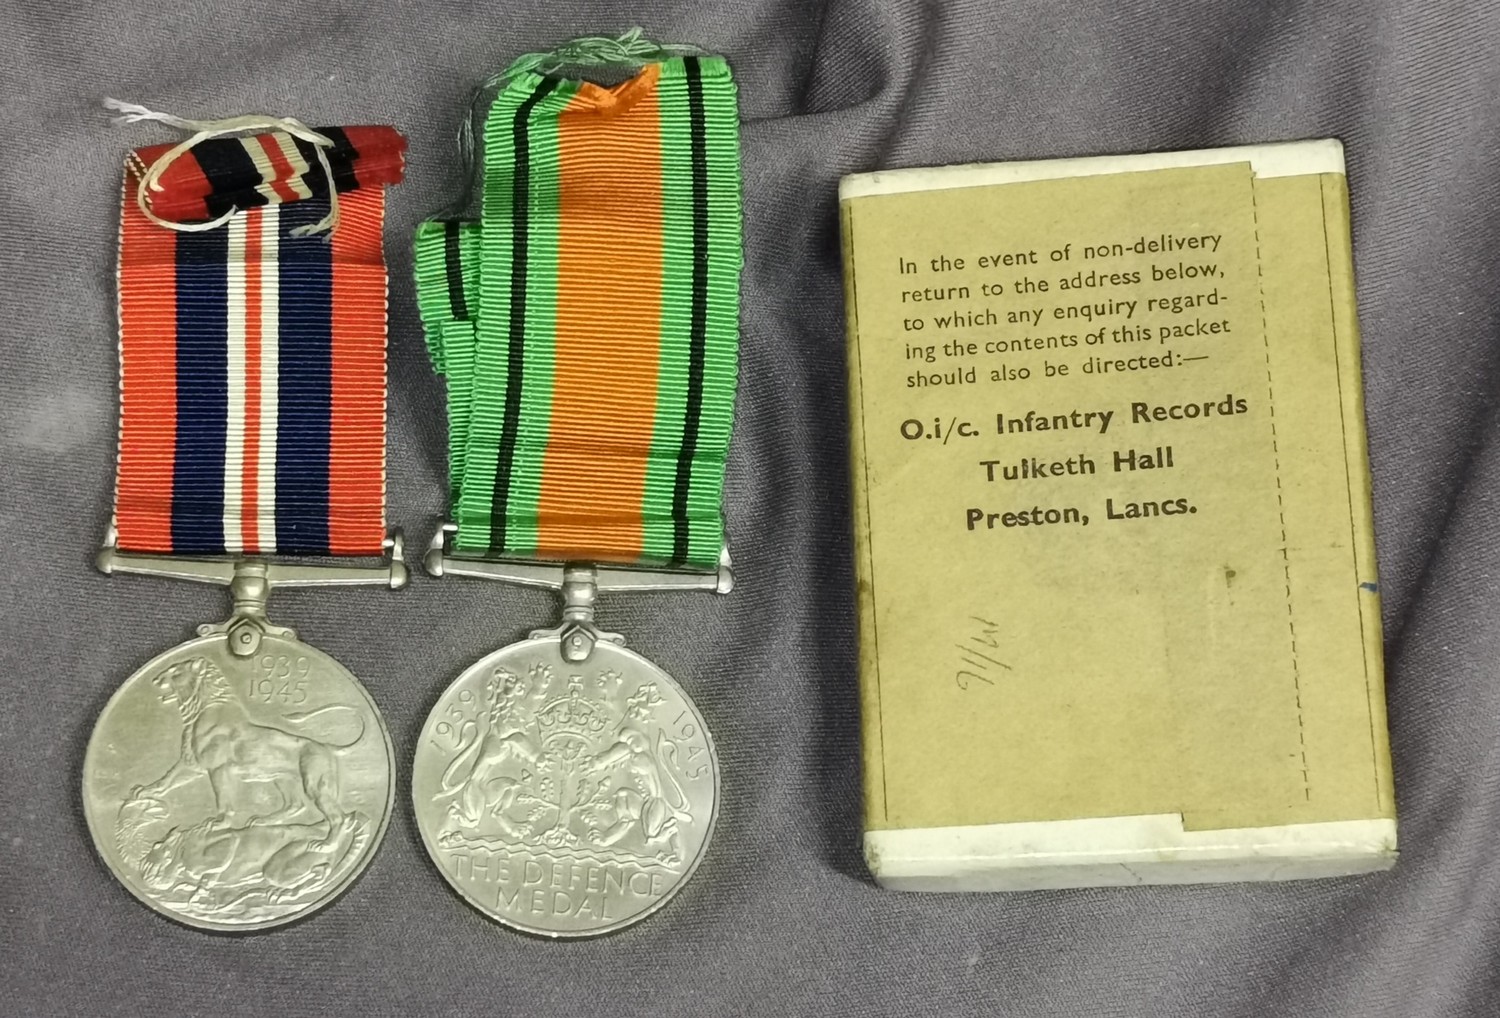 1939
1945
1939 1945
THE DEFENCE
MEDAL
In the event of non-delivery
return to the address below,
to which any enquiry regard-
ing the contents of this packet
should also be directed:—
O.i/c. Infantry Records
Tulketh Hall
Preston, Lancs.